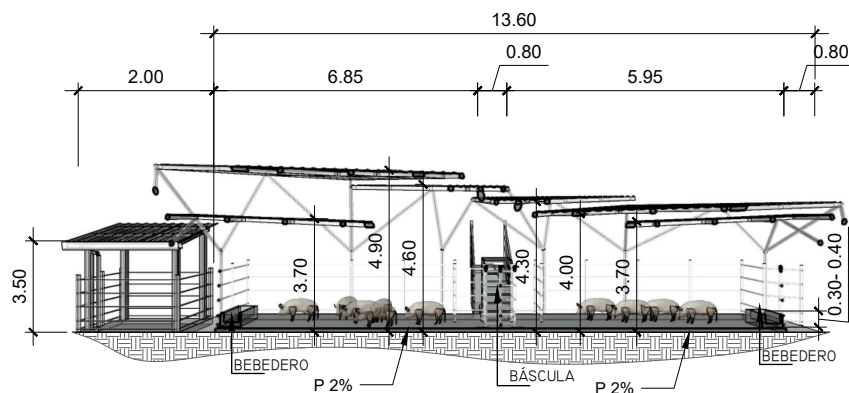 13.60
0.80
0.80
2.00
6.85
5.95
3.50
3.70
4.90
4.60
4.30
4.00
3.70
0.30- 0.40
BEBEDERO
P 2%
BÁSCULA
P 2%
BEBEDERO